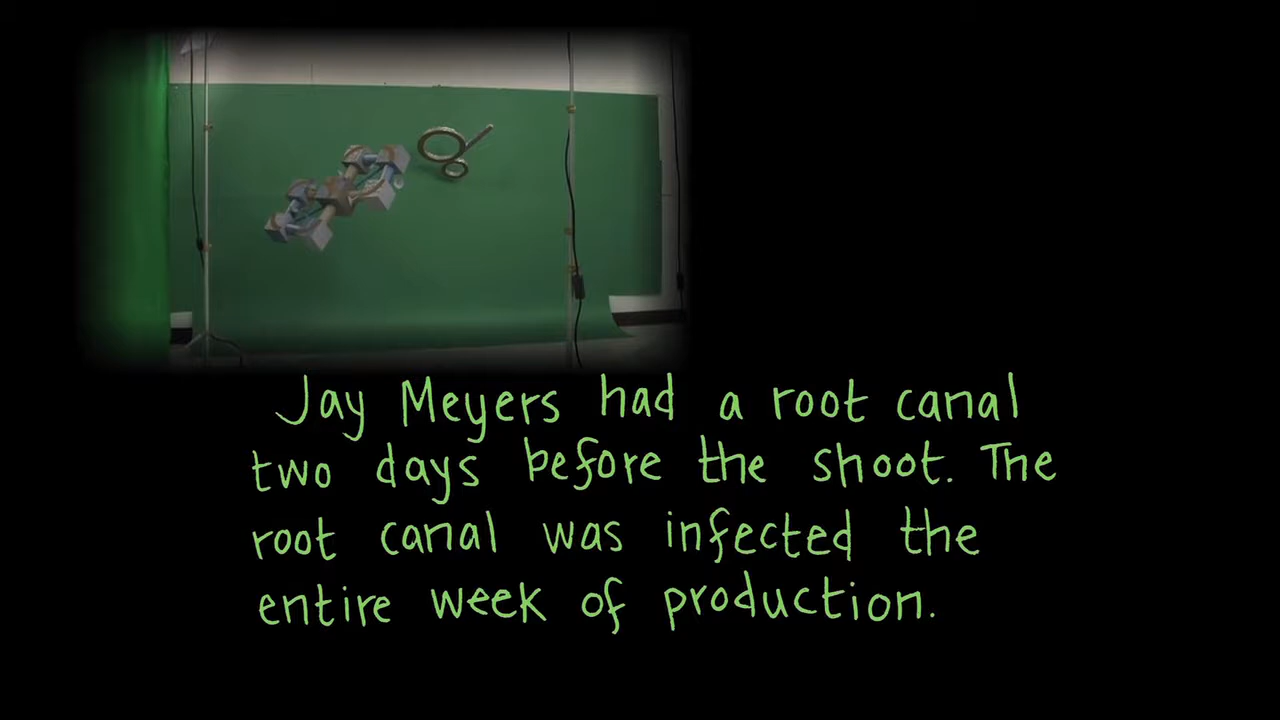 Jay Meyers had a root canal
two days before the shoot. The
root canal was infected the
entire week of production.